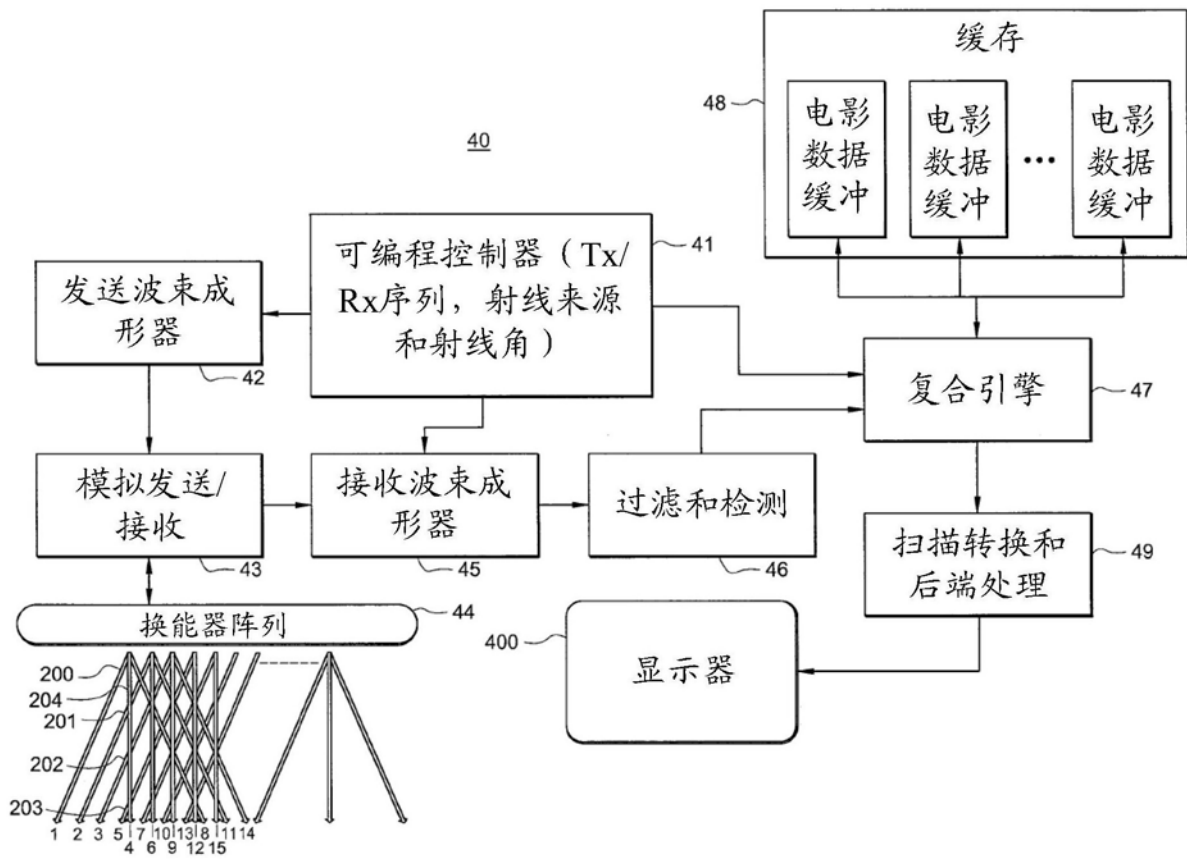 缓存
48
电影
数据
缓冲
电影
数据
缓冲
•••
电影
数据
缓冲
40
可编程控制器（Tx/
Rx序列，射线来源
和射线角）
41
发送波束成
形器
42
复合引擎
47
模拟发送/
接收
43
接收波束成
形器
45
过滤和检测
46
扫描转换和
后端处理
49
换能器阵列
44
400
显示器
200
204
201
202
203
1 2 3 5 7 10 13 8 11 14
4 6 9 12 15